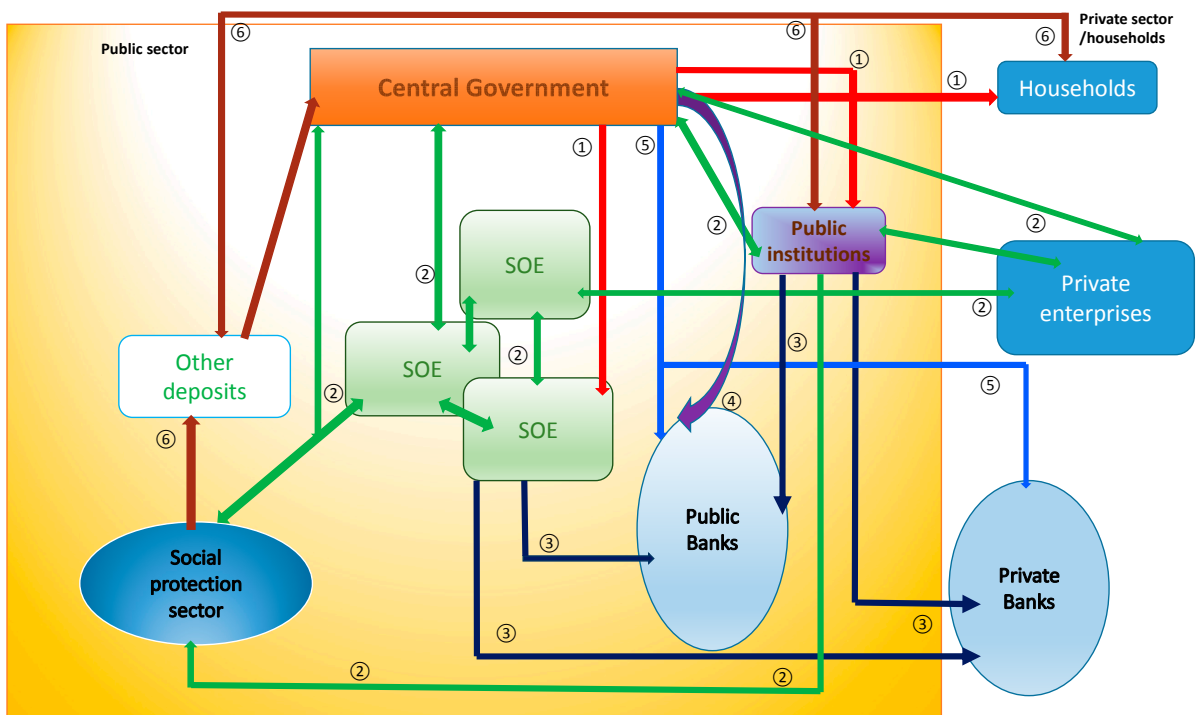 ⑥
⑥
Private sector
/households
⑥
Public sector
①
①
Central Government
Households
①
⑤
②
Public
institutions
②
SOE
②
Private
enterprises
②
③
②
SOE
Other
deposits
②
⑤
④
SOE
⑥
Public
Banks
③
Social
protection
sector
Private
Banks
③
③
②
②